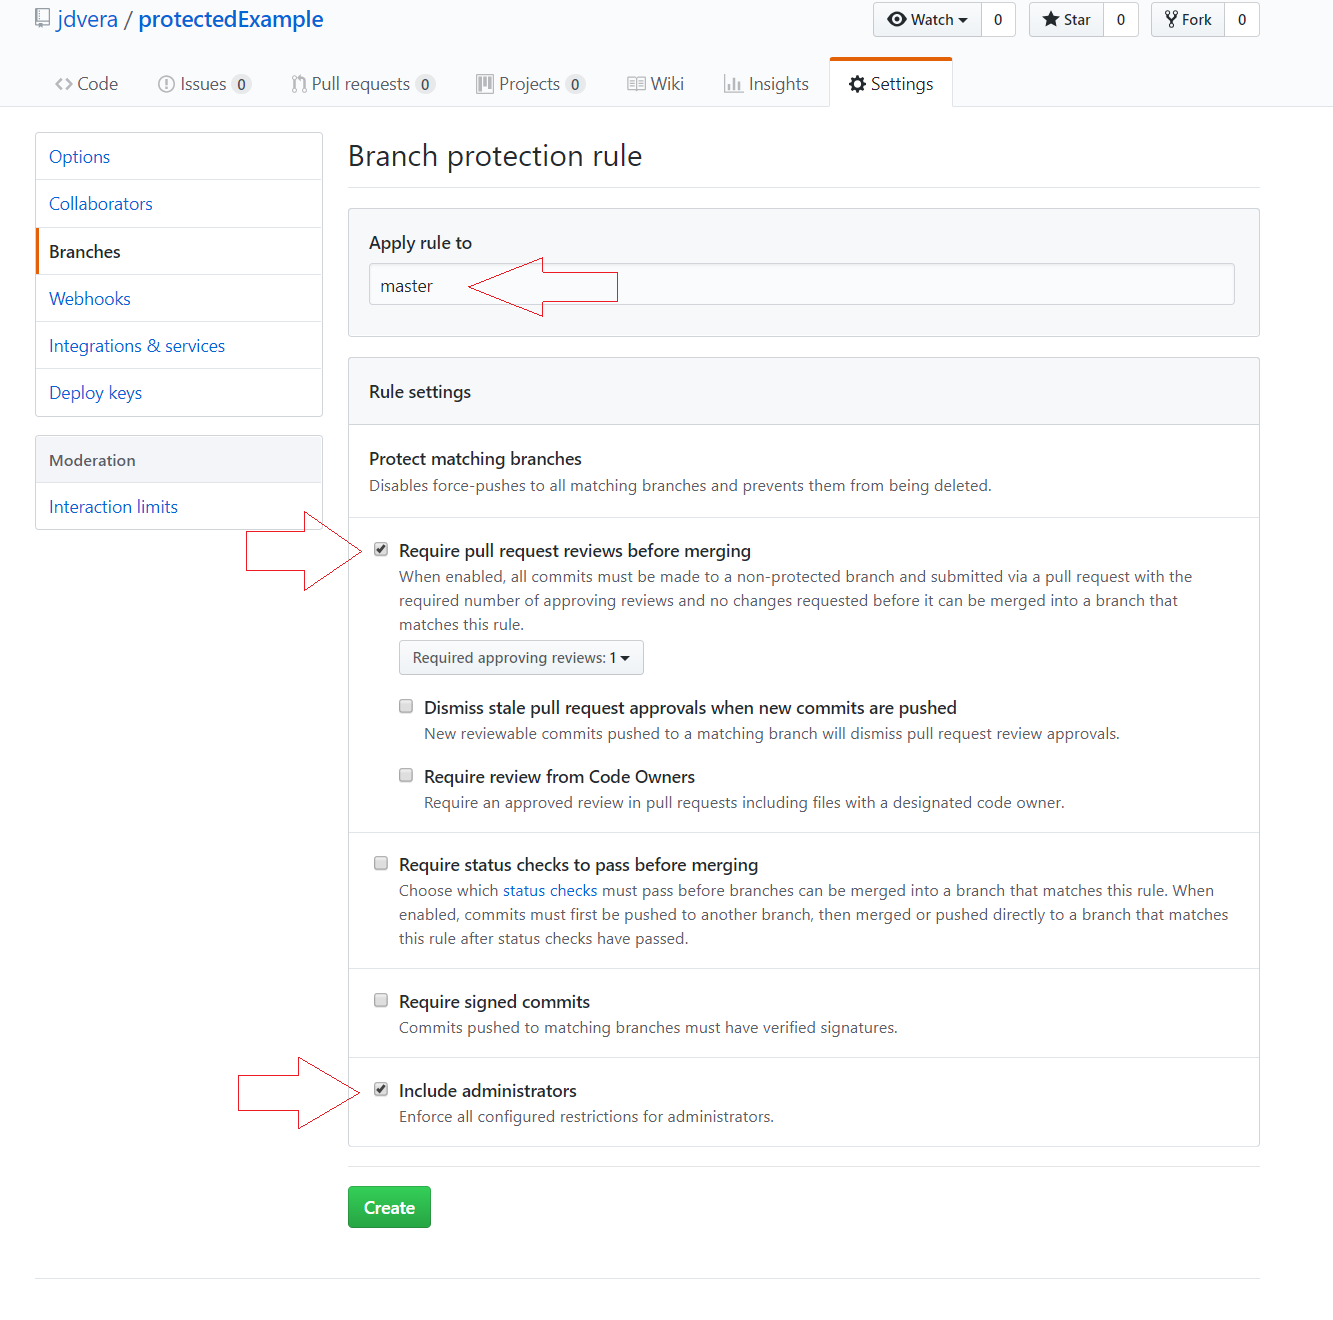 jdvera / protectedExample
Watch 0 Star 0 Fork 0
Code Issues 0 Pull requests 0 Projects 0 Wiki Insights Settings
Options
Collaborators
Branches
Webhooks
Integrations & services
Deploy keys
Moderation
Interaction limits
Branch protection rule
Apply rule to
master
Rule settings
Protect matching branches
Disables force-pushes to all matching branches and prevents them from being deleted.
Require pull request reviews before merging
When enabled, all commits must be made to a non-protected branch and submitted via a pull request with the
required number of approving reviews and no changes requested before it can be merged into a branch that
matches this rule.
Required approving reviews: 1
Dismiss stale pull request approvals when new commits are pushed
New reviewable commits pushed to a matching branch will dismiss pull request review approvals.
Require review from Code Owners
Require an approved review in pull requests including files with a designated code owner.
Require status checks to pass before merging
Choose which status checks must pass before branches can be merged into a branch that matches this rule. When
enabled, commits must first be pushed to another branch, then merged or pushed directly to a branch that matches
this rule after status checks have passed.
Require signed commits
Commits pushed to matching branches must have verified signatures.
Include administrators
Enforce all configured restrictions for administrators.
Create